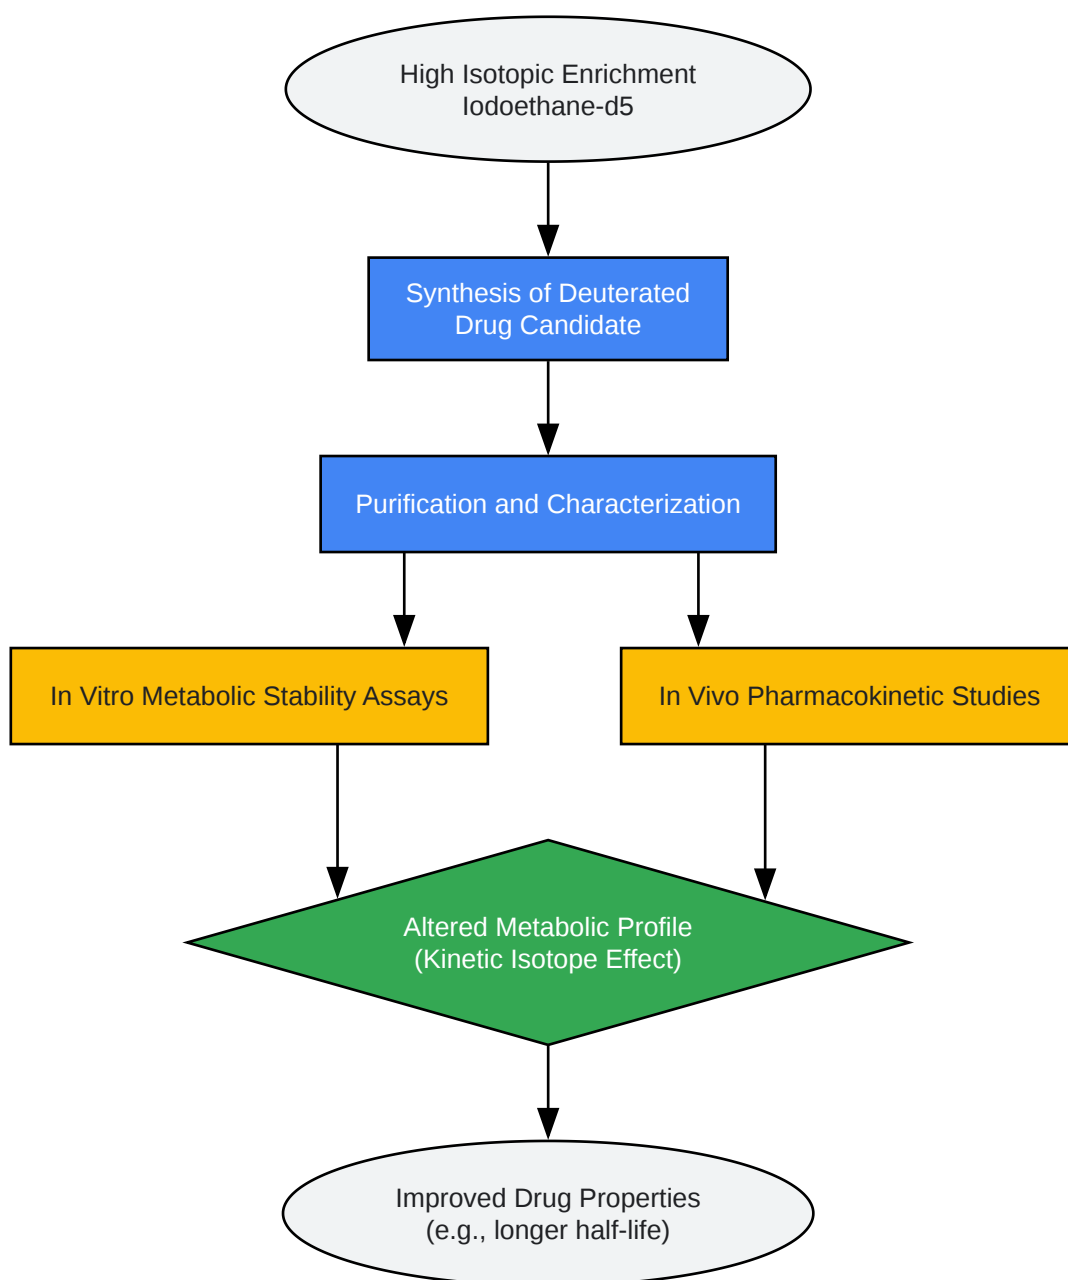 High Isotopic Enrichment
Iodoethane-d5
Synthesis of Deuterated
Drug Candidate
Purification and Characterization
In Vitro Metabolic Stability Assays
In Vivo Pharmacokinetic Studies
Altered Metabolic Profile
(Kinetic Isotope Effect)
Improved Drug Properties
(e.g., longer half-life)